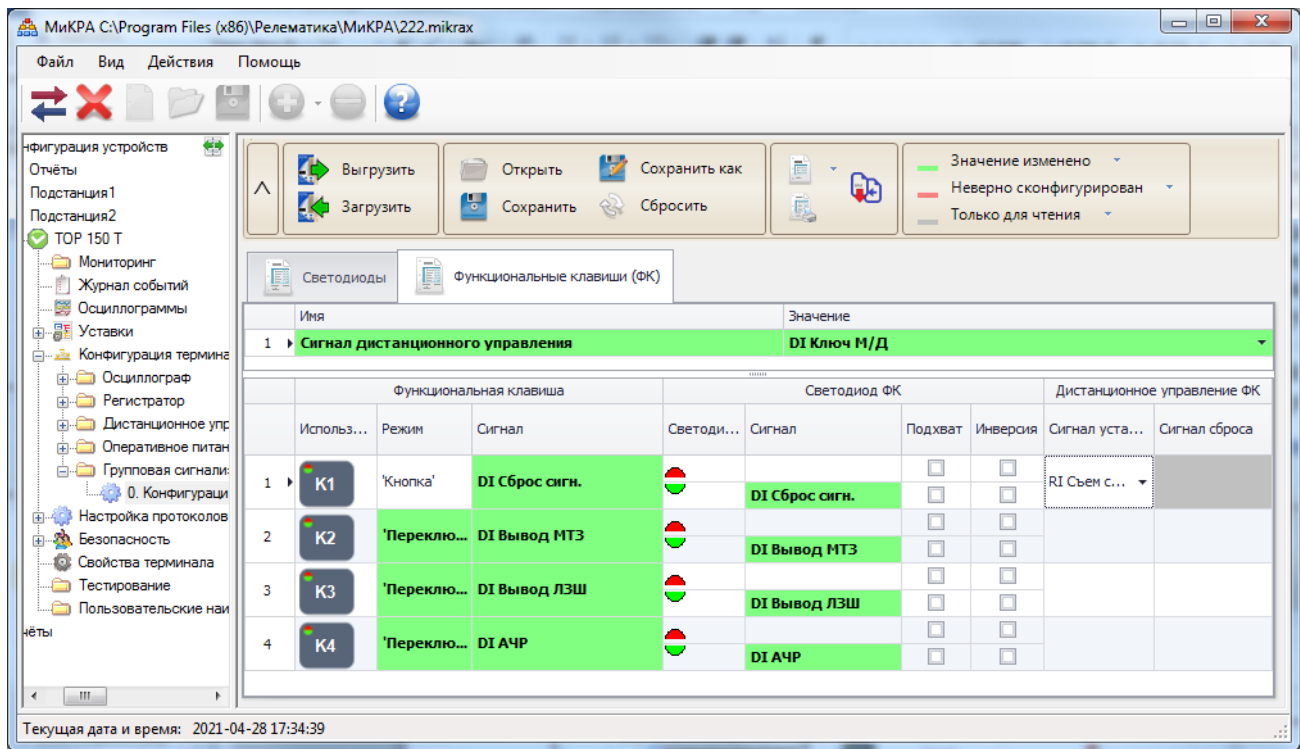 МиКРА C:\Program Files (x86)\Релематика\МиКРА\222.mikrax
Файл Вид Действия Помощь
нфигурация устройств
Отчёты
Подстанция1
Подстанция2
ТОР 150 Т
Мониторинг
Журнал событий
Осциллограммы
Уставки
Конфигурация термина
Осциллограф
Регистратор
Дистанционное упр
Оперативное питан
Групповая сигнали
0. Конфигураци
Настройка протоколов
Безопасность
Свойства терминала
Тестирование
Пользовательские наи
чёты
Выгрузить Открыть Сохранить как
Загрузить Сохранить Сбросить
Значение изменено
Неверно сконфигурирован
Только для чтения
Светодиоды Функциональные клавиши (ФК)
Имя Значение
1 Сигнал дистанционного управления DI Ключ М/Д
Функциональная клавиша Светодиод ФК Дистанционное управление ФК
Использ... Режим Сигнал Светоди... Сигнал Подхват Инверсия Сигнал уста... Сигнал сброса
1 K1 'Кнопка' DI Сброс сигн. DI Сброс сигн. RI Съем с...
2 K2 'Переклю... DI Вывод МТЗ DI Вывод МТЗ
3 K3 'Переклю... DI Вывод ЛЗШ DI Вывод ЛЗШ
4 K4 'Переклю... DI АЧР DI АЧР
Текущая дата и время: 2021-04-28 17:34:39